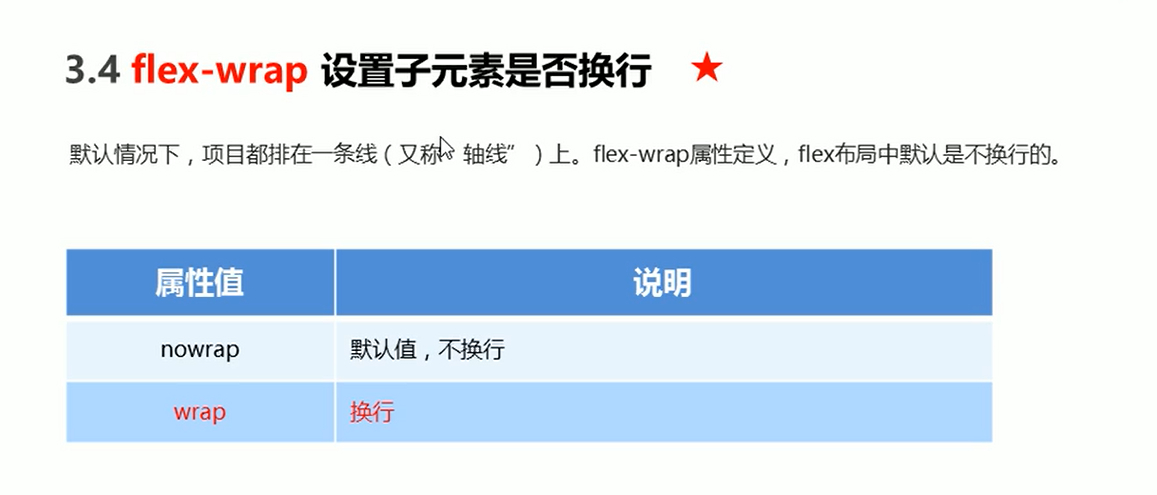 3.4 flex-wrap 设置子元素是否换行 ★
默认情况下，项目都排在一条线（又称”轴线”）上。flex-wrap属性定义，flex布局中默认是不换行的。
属性值 说明
nowrap 默认值，不换行
wrap 换行